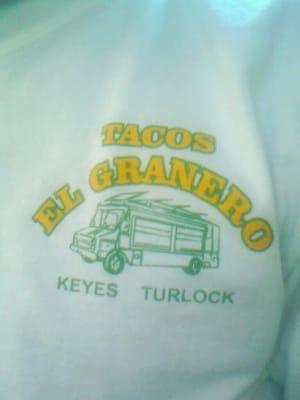 TACOS
EL GRANERO
KEYES TURLOCK